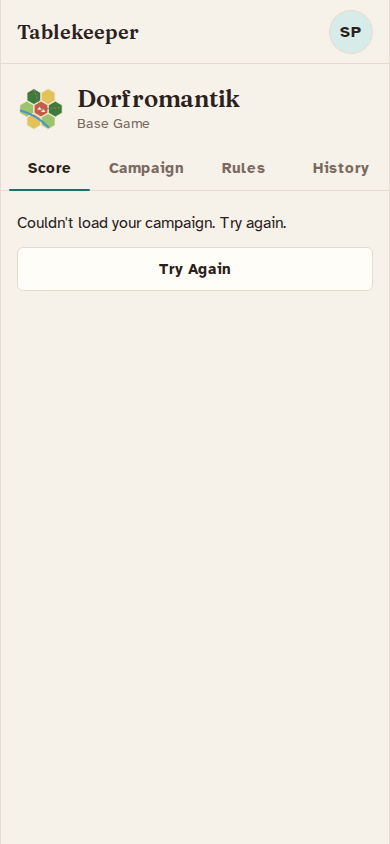 Tablekeeper
SP
Dorfromantik
Base Game
Score Campaign Rules History
Couldn't load your campaign. Try again.
Try Again